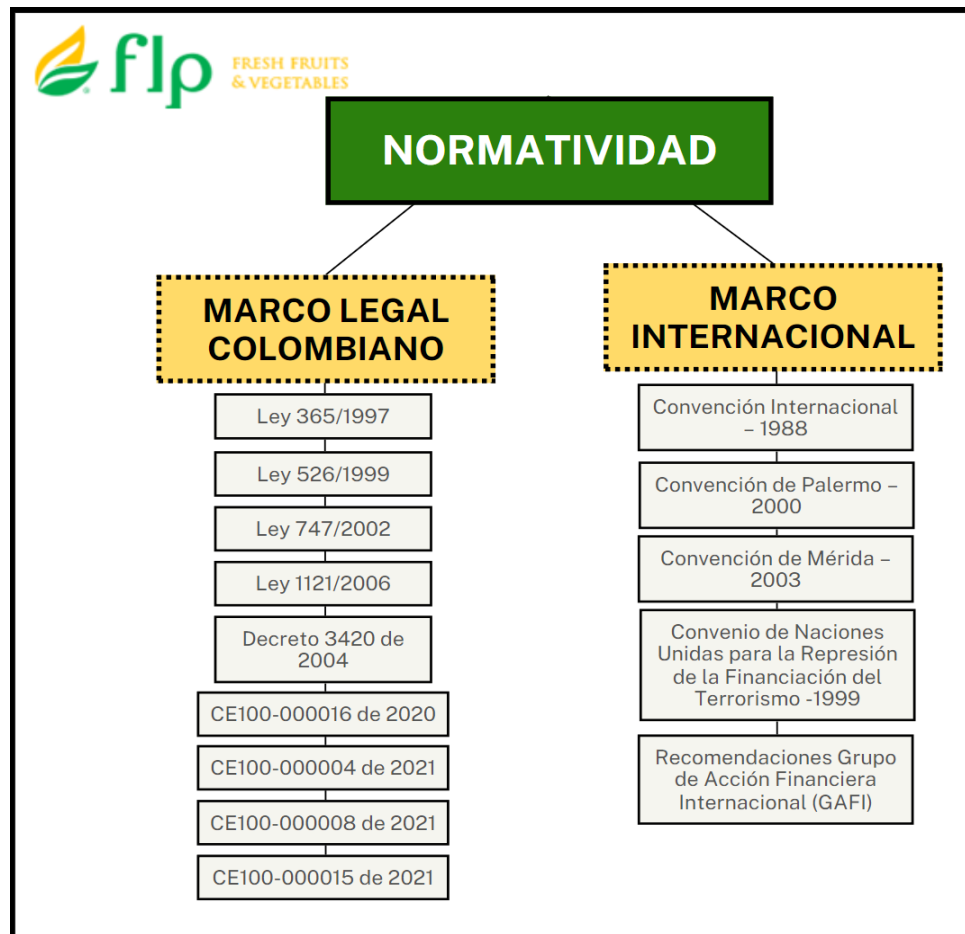 flp
FRESH FRUITS
& VEGETABLES
NORMATIVIDAD
MARCO LEGAL
COLOMBIANO
Ley 365/1997
Ley 526/1999
Ley 747/2002
Ley 1121/2006
Decreto 3420 de
2004
CE100-000016 de 2020
CE100-000004 de 2021
CE100-000008 de 2021
CE100-000015 de 2021
MARCO
INTERNACIONAL
Convención Internacional
– 1988
Convención de Palermo –
2000
Convención de Mérida –
2003
Convenio de Naciones
Unidas para la Represión
de la Financiación del
Terrorismo -1999
Recomendaciones Grupo
de Acción Financiera
Internacional (GAFI)